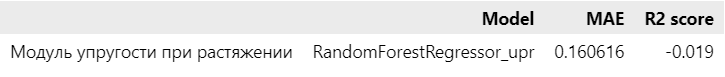 Model MAE R2 score
Модуль упругости при растяжении RandomForestRegressor_upr 0.160616 -0.019